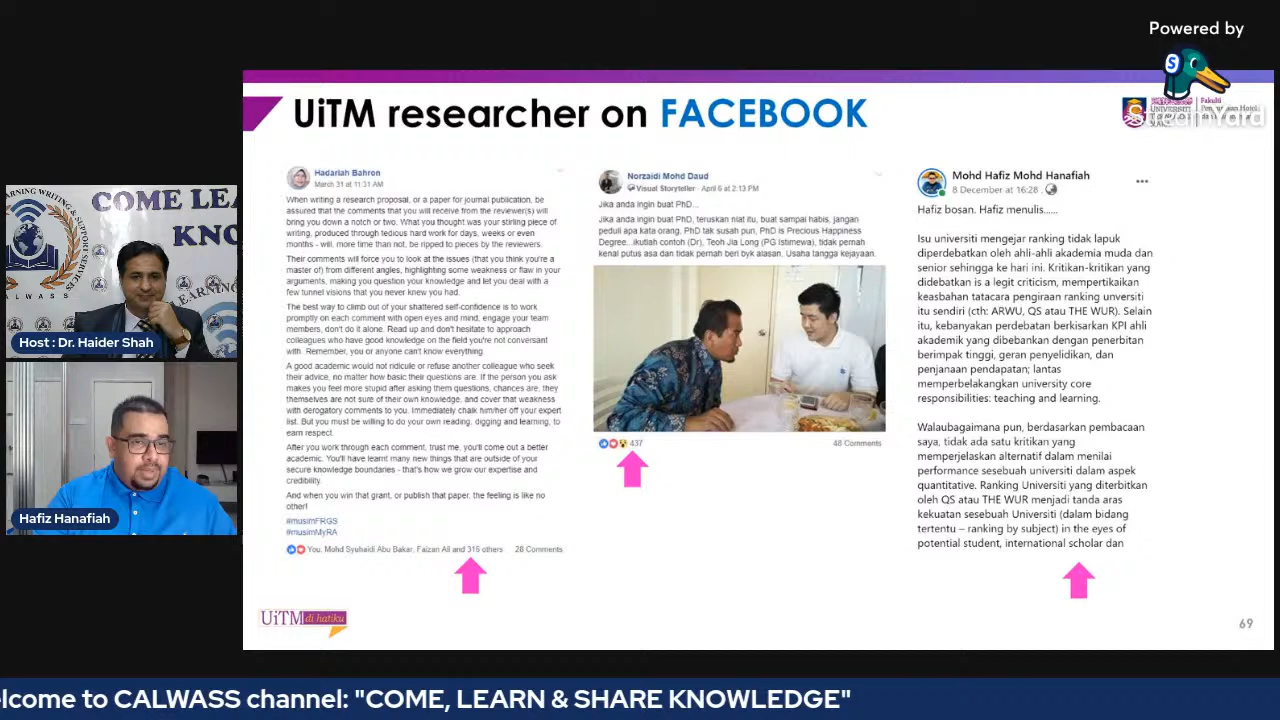 Powered by
StreamYard
UiTM researcher on FACEBOOK
UNIVERSITI
Fakulti
Hadariah Bahron
March 31 at 11:31 AM
When writing a research proposal, or a paper for journal publication, be
assured that the comments that you will receive from the reviewer(s) will
bring you down a notch or two. What you thought was your stirling piece of
writing, produced through tedious hard work for days, weeks or even
months - will, more time than not, be ripped to pieces by the reviewers.
Their comments will force you to look at the issues (that you think you're a
master of) from different angles, highlighting some weakness or flaw in your
arguments, making you question your knowledge and let you deal with a
few tunnel visions that you never knew you had.
The best way to climb out of your shattered self-confidence is to work
promptly on each comment with open eyes and mind, engage your team
members, don't do it alone. Read up and don't hesitate to approach
colleagues who have good knowledge on the field you're not conversant
with. Remember, you or anyone can't know everything.
A good academic would not ridicule or refuse another colleague who seek
their advice, no matter how basic their questions are. If the person you ask
makes you feel more stupid after asking them questions, chances are, they
themselves are not sure of their own knowledge, and cover that weakness
with derogatory comments to you. Immediately chalk him/her off your expert
list. But you must be willing to do your own reading, digging and learning, to
earn respect.
After you work through each comment, trust me, you'll come out a better
academic. You'll have learnt many new things that are outside of your
secure knowledge boundaries - that's how we grow our expertise and
credibility.
And when you win that grant, or publish that paper, the feeling is like no
other!
#musimFRGS
#musimMyRA
You, Mohd Syuhaidi Abu Bakar, Faizan Ali and 316 others 28 Comments
Norzaidi Mohd Daud
Visual Storyteller · April 6 at 2:13 PM
Jika anda ingin buat PhD...
Jika anda ingin buat PhD, teruskan niat itu, buat sampai habis, jangan
peduli apa kata orang, PhD tak susah pun, PhD is Precious Happiness
Degree...ikutlah contoh (Dr), Teoh Jia Long (PG Istimewa), tidak pernah
kenal putus asa dan tidak pernah beri byk alasan. Usaha tangga kejayaan.
437 48 Comments
Mohd Hafiz Mohd Hanafiah
8 December at 16:28
Hafiz bosan. Hafiz menulis......
Isu universiti mengejar ranking tidak lapuk
diperdebatkan oleh ahli-ahli akademia muda dan
senior sehingga ke hari ini. Kritikan-kritikan yang
didebatkan is a legit criticism, mempertikaikan
keasbahan tatacara pengiraan ranking unversiti
itu sendiri (cth: ARWU, QS atau THE WUR). Selain
itu, kebanyakan perdebatan berkisarkan KPI ahli
akademik yang dibebankan dengan penerbitan
berimpak tinggi, geran penyelidikan, dan
penjanaan pendapatan; lantas
memperbelakangkan university core
responsibilities: teaching and learning.
Walaubagaimana pun, berdasarkan pembacaan
saya, tidak ada satu kritikan yang
memperjelaskan alternatif dalam menilai
performance sesebuah universiti dalam aspek
quantitative. Ranking Universiti yang diterbitkan
oleh QS atau THE WUR menjadi tanda aras
kekuatan sesebuah Universiti (dalam bidang
tertentu – ranking by subject) in the eyes of
potential student, international scholar dan
UiTM di hatiku
69
COME LEA
KNO
CALWASS
Host : Dr. Haider Shah
Hafiz Hanafiah
elcome to CALWASS channel: "COME, LEARN & SHARE KNOWLEDGE"